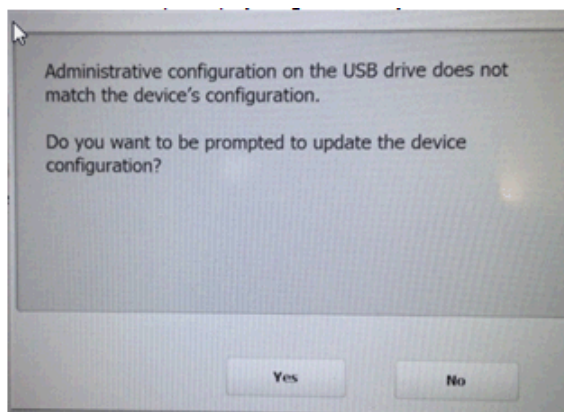 Administrative configuration on the USB drive does not
match the device's configuration.
Do you want to be prompted to update the device
configuration?
Yes
No